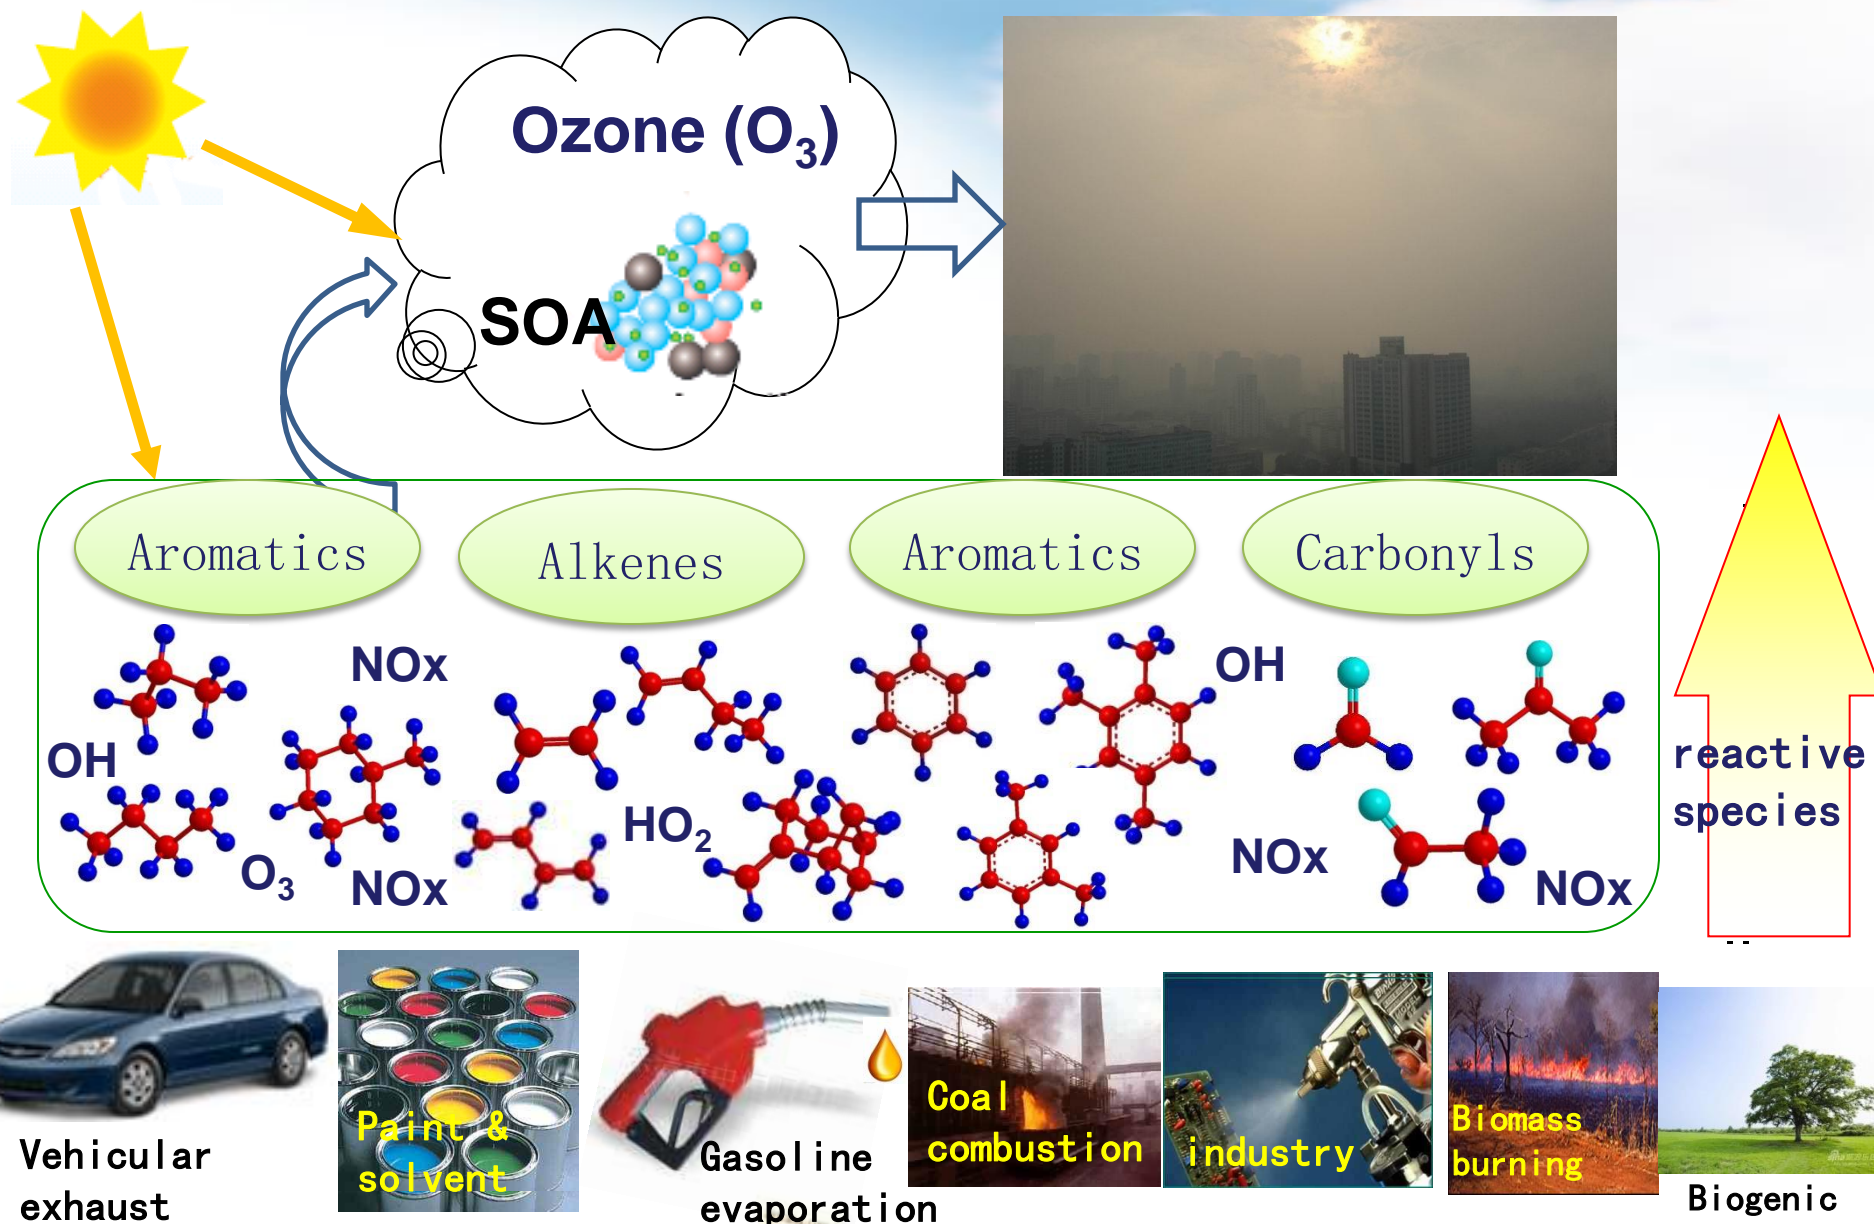 Ozone (O3)
SOA
Aromatics
Alkenes
Aromatics
Carbonyls
NOx
OH
OH
HO2
O3
NOx
NOx
NOx
reactive
species
Vehicular
exhaust
Paint &
solvent
Gasoline
evaporation
Coal
combustion
industry
Biomass
burning
Biogenic